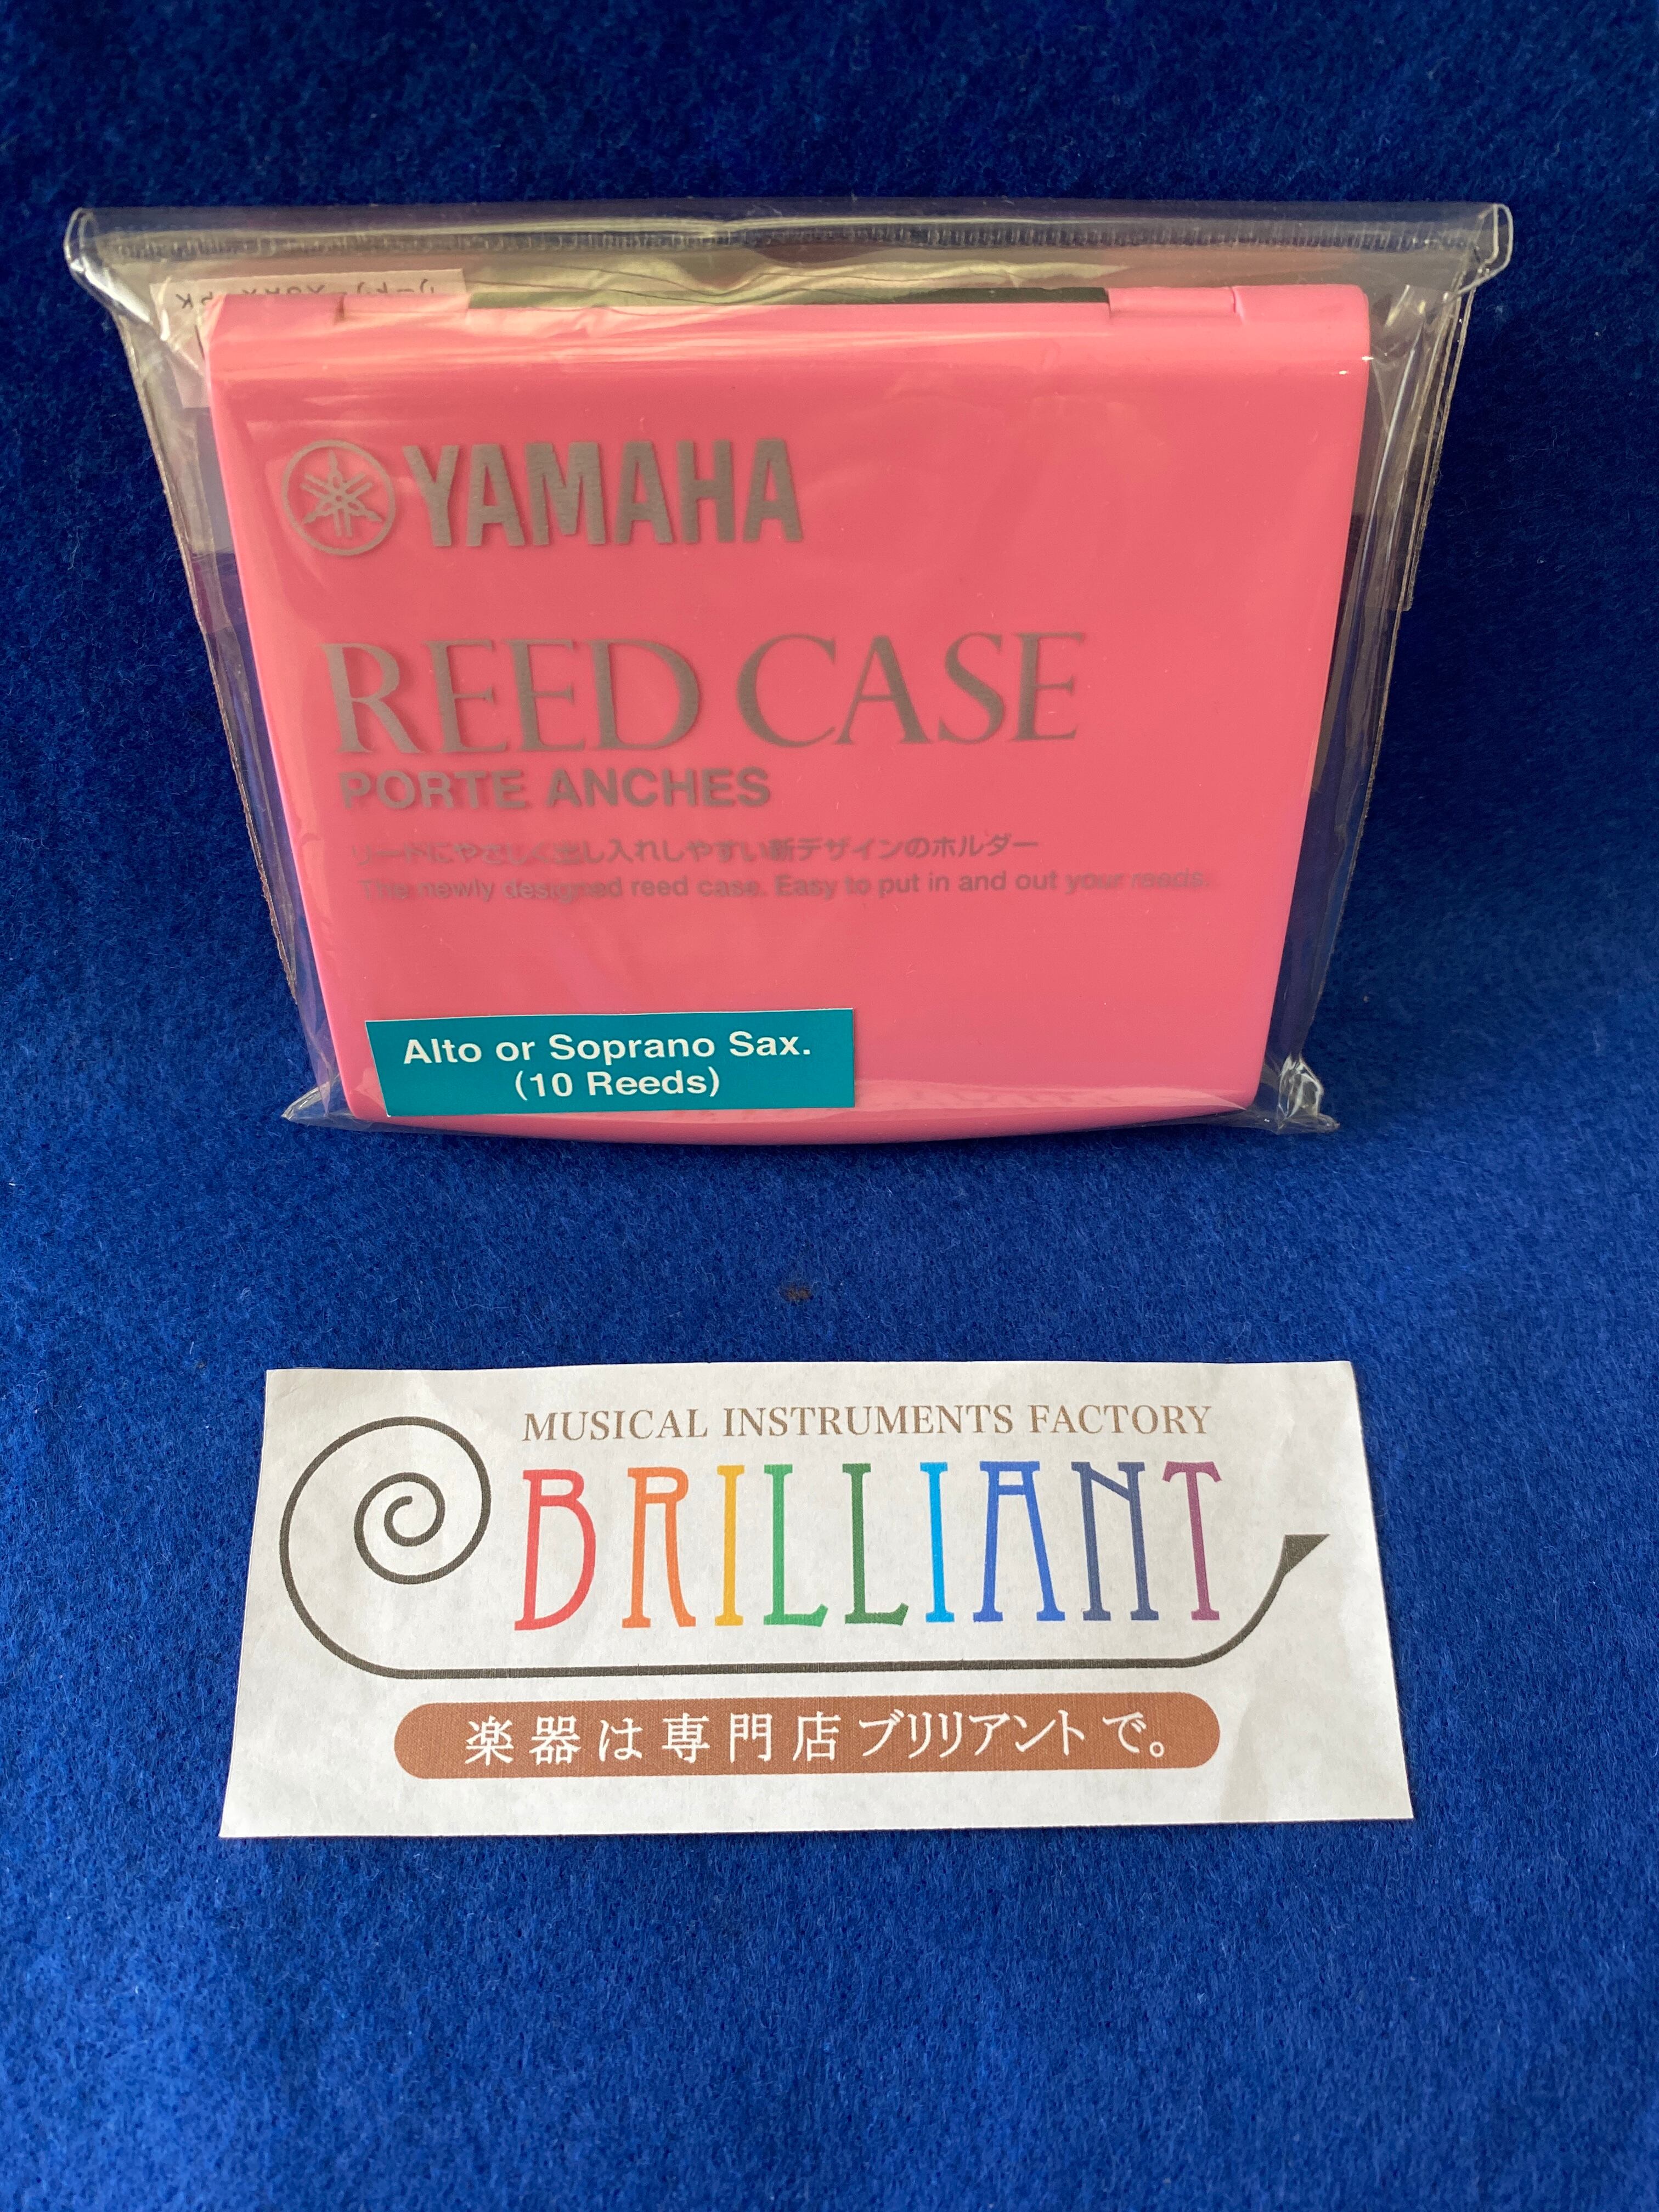 YAMAHA
REED CASE
PORTE ANCHES
リードにやさしく出し入れしやすい新デザインのホルダー
The newly designed reed case. Easy to put in and out your reeds.
Alto or Soprano Sax.
(10 Reeds)
MUSICAL INSTRUMENTS FACTORY
BRILLIANT
楽器は専門店ブリリアントで。